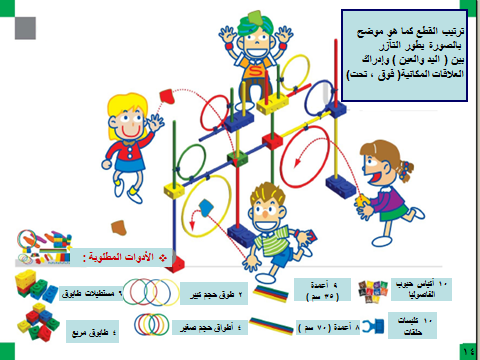 ترتيب القطع كما هو موضح
بالصورة يطور التآزر
بين ( اليد والعين ) وإدراك
العلاقات المكانية( فوق ، تحت)
الأدوات المطلوبة :
١٠ أكياس حبوب
الفاصوليا
٩ أعمدة
( ٣٥ سم )
٢ طوق حجم كبير
٩ مستطيلات طابوق
١٠ كلبسات
حلقات
٨ أعمدة ( ٧٠ سم )
٤ أطواق حجم صغير
٤ طابوق مربع
١٤